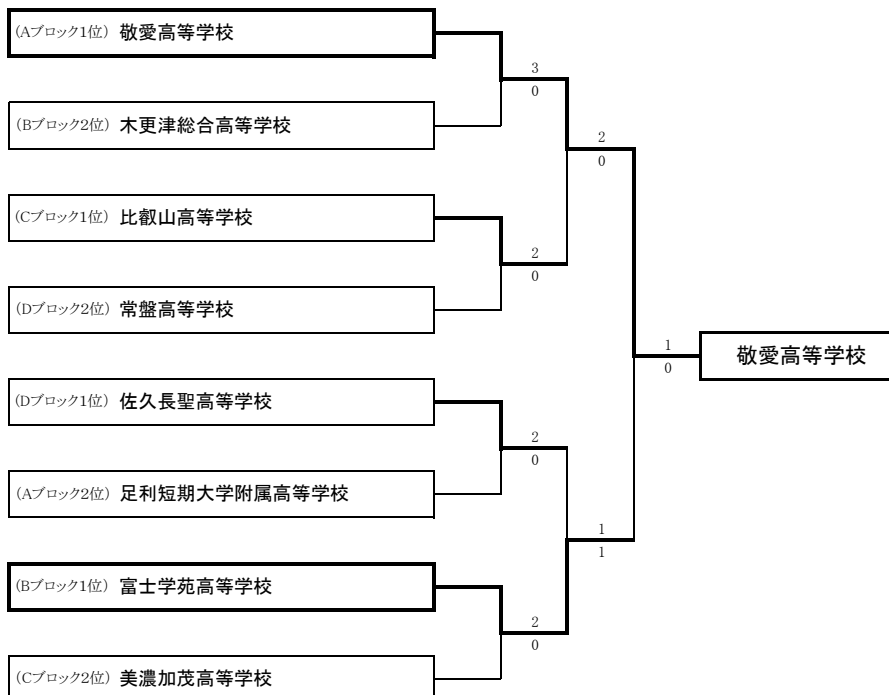 (Aブロック1位) 敬愛高等学校
3
0
(Bブロック2位) 木更津総合高等学校
2
0
(Cブロック1位) 比叡山高等学校
2
0
(Dブロック2位) 常盤高等学校
1
0
敬愛高等学校
(Dブロック1位) 佐久長聖高等学校
2
0
(Aブロック2位) 足利短期大学附属高等学校
1
1
(Bブロック1位) 富士学苑高等学校
2
0
(Cブロック2位) 美濃加茂高等学校